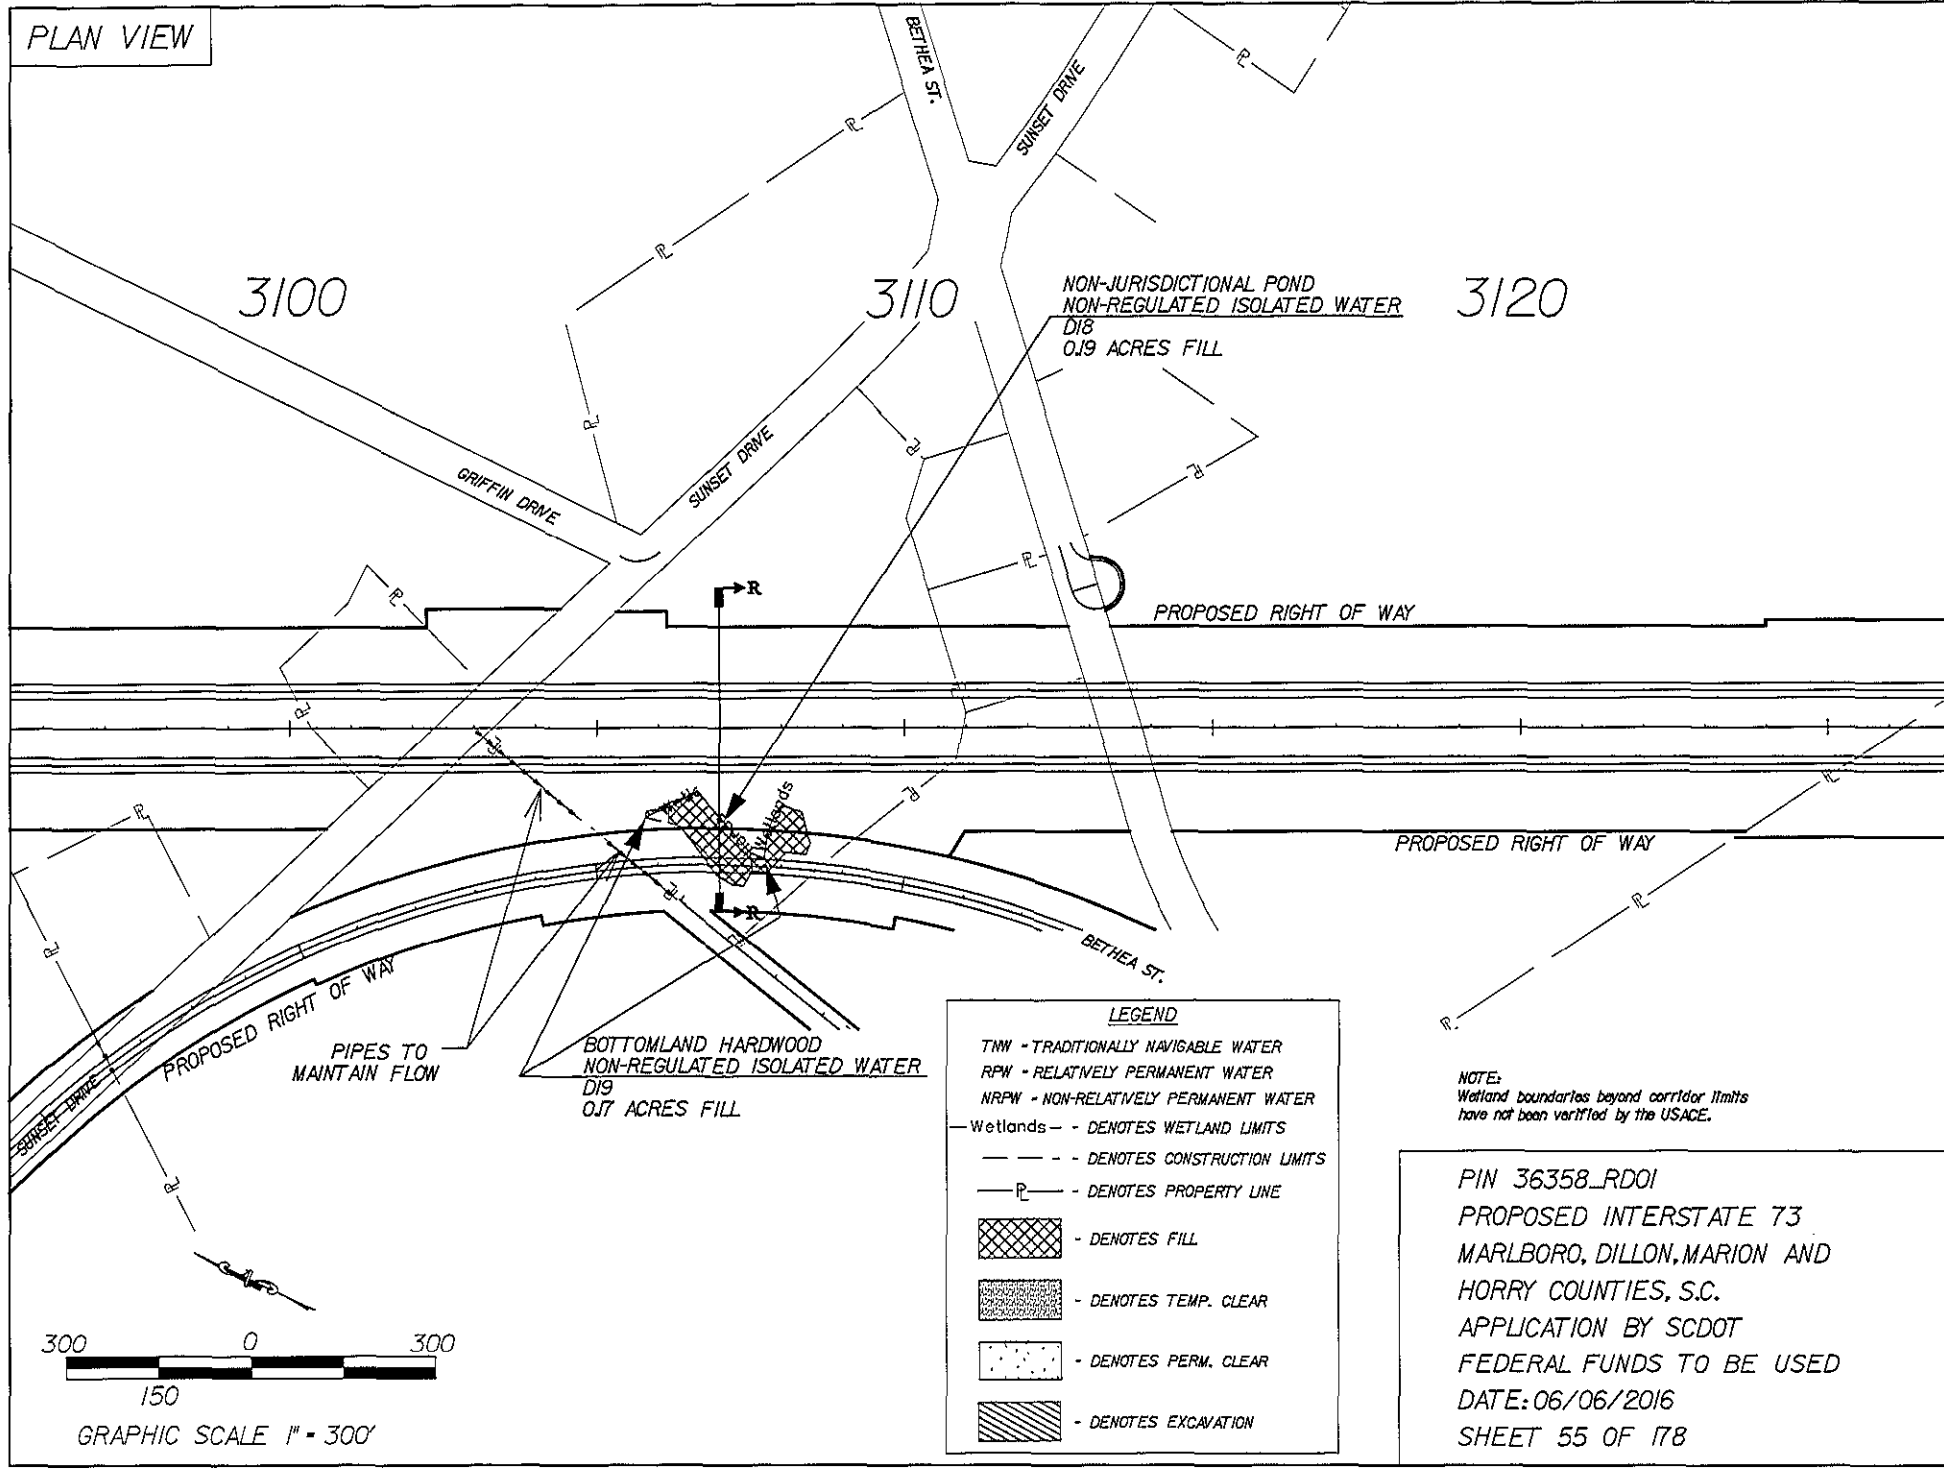 PLAN VIEW
BETHEA ST.
SUNSET DRIVE
3100
3110
3120
NON-JURISDICTIONAL POND
NON-REGULATED ISOLATED WATER
D18
0.19 ACRES FILL
GRIFFIN DRIVE
SUNSET DRIVE
R
PROPOSED RIGHT OF WAY
Wetlands
PROPOSED RIGHT OF WAY
R
BETHEA ST.
PROPOSED RIGHT OF WAY
SUNSET DRIVE
PIPES TO
MAINTAIN FLOW
BOTTOMLAND HARDWOOD
NON-REGULATED ISOLATED WATER
D19
0.17 ACRES FILL
LEGEND
TNW - TRADITIONALLY NAVIGABLE WATER
RPW - RELATIVELY PERMANENT WATER
NRPW - NON-RELATIVELY PERMANENT WATER
Wetlands - DENOTES WETLAND LIMITS
- DENOTES CONSTRUCTION LIMITS
PL - DENOTES PROPERTY LINE
- DENOTES FILL
- DENOTES TEMP. CLEAR
- DENOTES PERM. CLEAR
- DENOTES EXCAVATION
NOTE:
Wetland boundaries beyond corridor limits
have not been verified by the USACE.
PIN 36358_RD01
PROPOSED INTERSTATE 73
MARLBORO, DILLON, MARION AND
HORRY COUNTIES, S.C.
APPLICATION BY SCDOT
FEDERAL FUNDS TO BE USED
DATE: 06/06/2016
SHEET 55 OF 178
300 0 300
150
GRAPHIC SCALE 1" = 300'